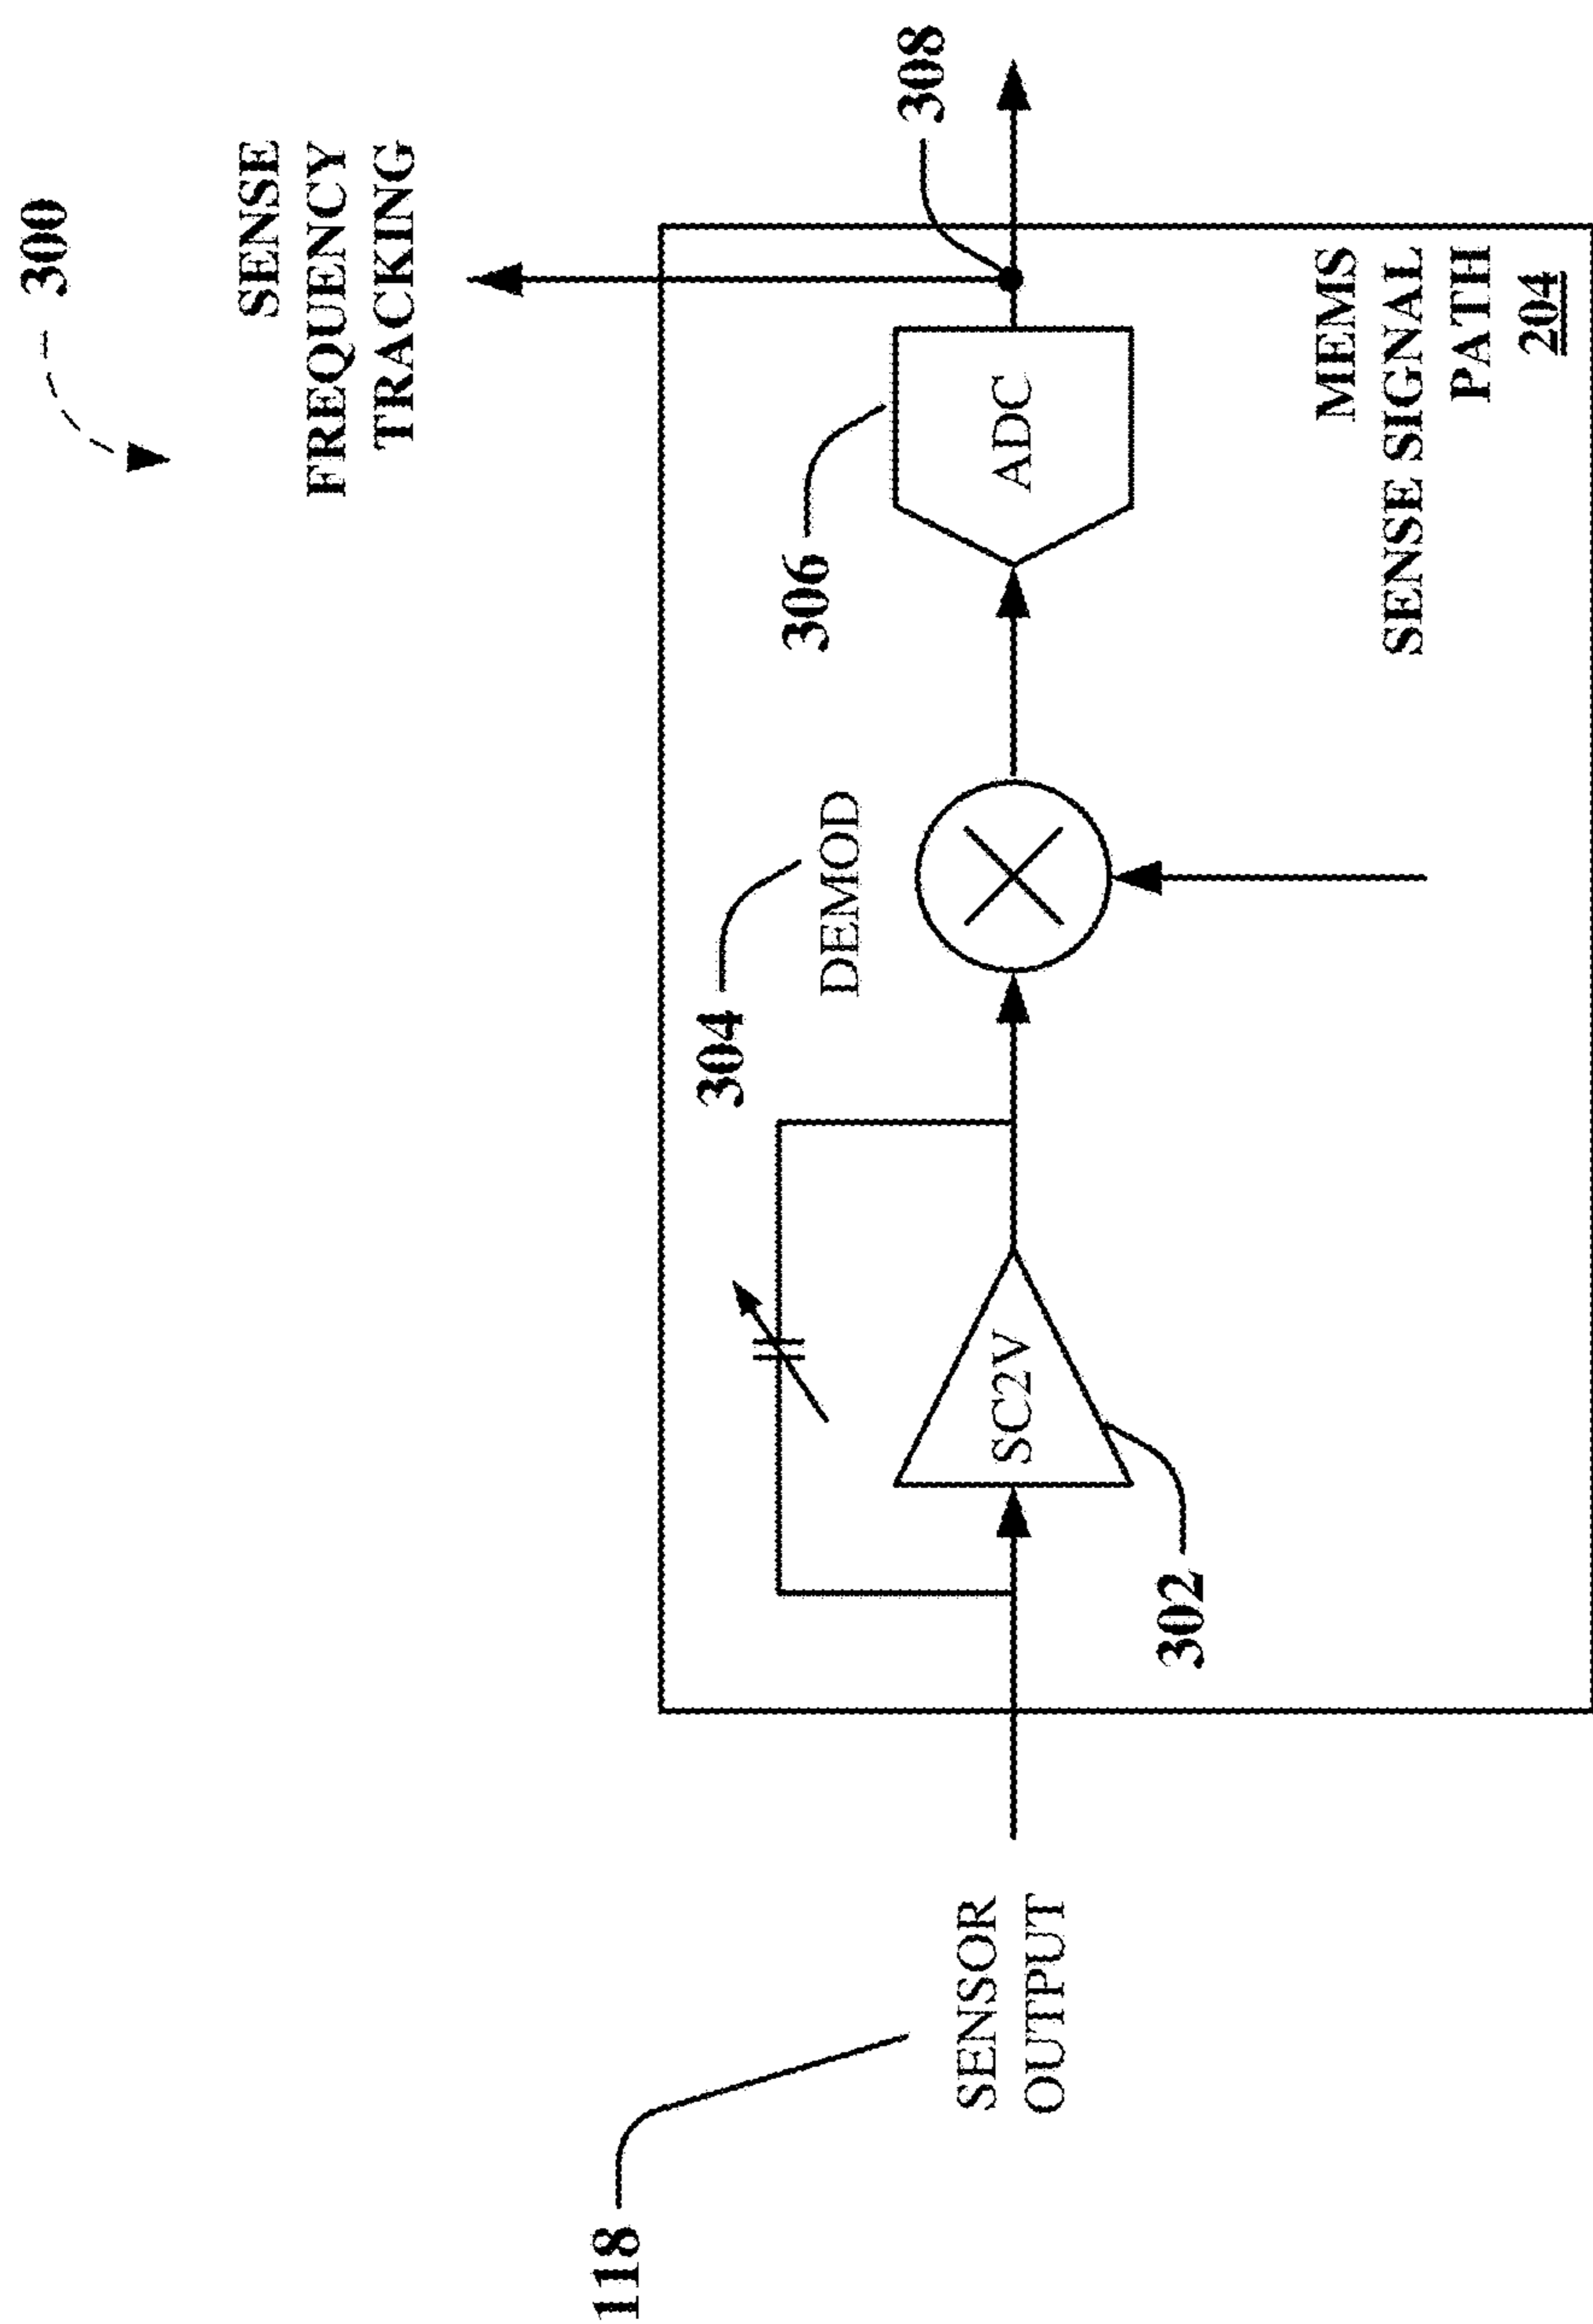 300
SENSE
FREQUENCY
TRACKING
308
306
ADC
304
DEMOD
SC2V
302
118
SENSOR
OUTPUT
MEMS
SENSE SIGNAL
PATH
204